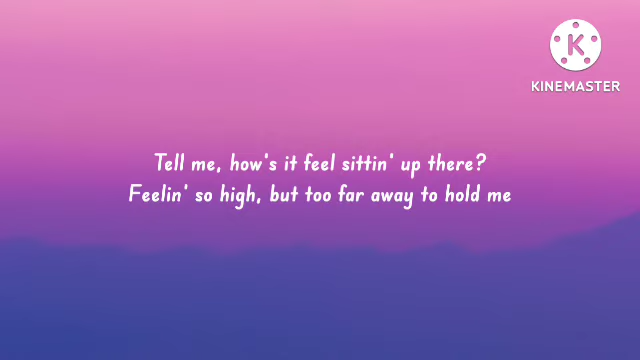 KINEMASTER
Tell me, how's it feel sittin' up there?
Feelin' so high, but too far away to hold me